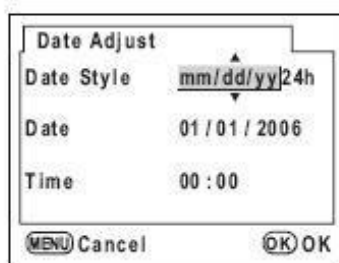 Date Adjust
Date Style mm/dd/yy 24h
Date 01/01/2006
Time 00:00
MENU Cancel OK OK